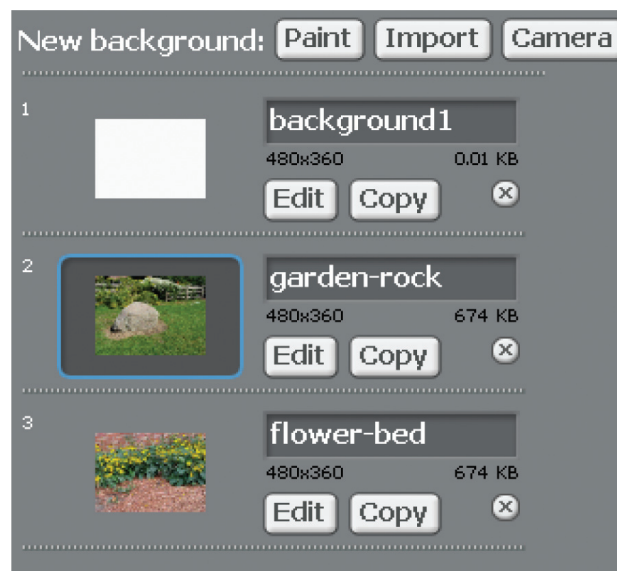 New background: Paint Import Camera
1
background1
480x360 0.01 KB
Edit Copy
2
garden-rock
480x360 674 KB
Edit Copy
3
flower-bed
480x360 674 KB
Edit Copy